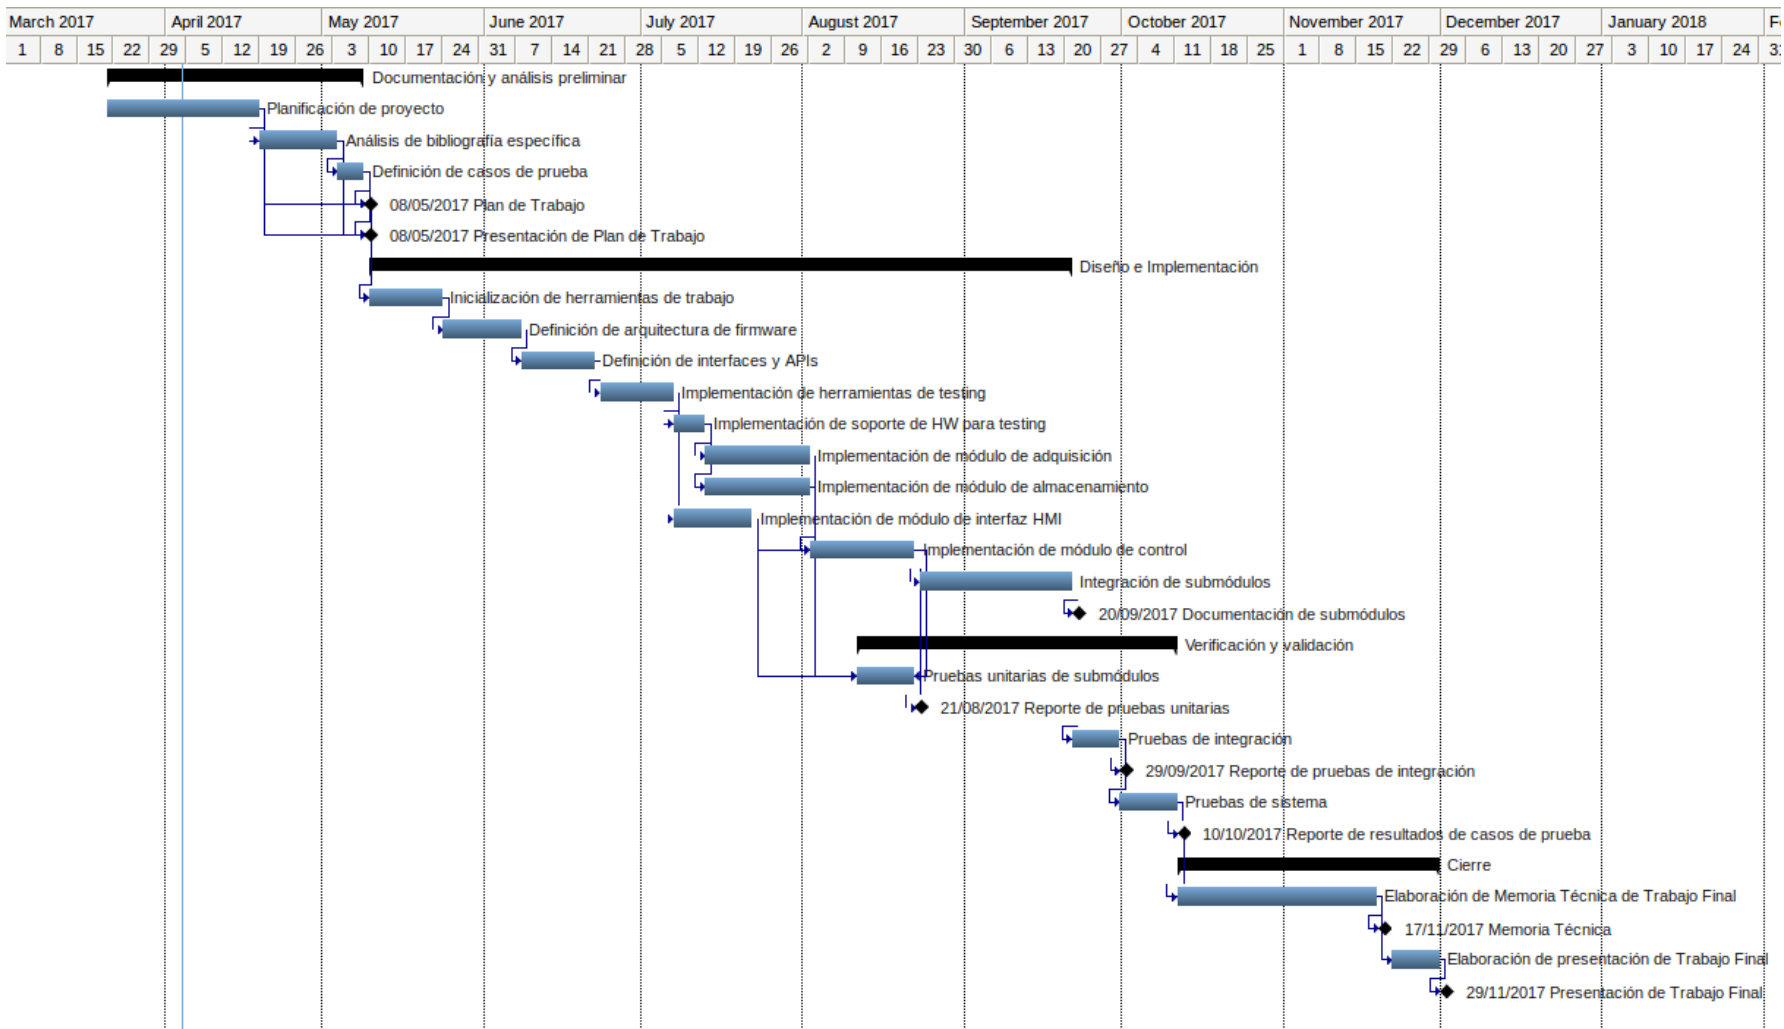 March 2017 April 2017 May 2017 June 2017 July 2017 August 2017 September 2017 October 2017 November 2017 December 2017 January 2018
1 8 15 22 29 5 12 19 26 3 10 17 24 31 7 14 21 28 5 12 19 26 2 9 16 23 30 6 13 20 27 4 11 18 25 1 8 15 22 29 6 13 20 27 3 10 17 24 31
Documentación y análisis preliminar
Planificación de proyecto
Análisis de bibliografía específica
Definición de casos de prueba
08/05/2017 Plan de Trabajo
08/05/2017 Presentación de Plan de Trabajo
Diseño e Implementación
Inicialización de herramientas de trabajo
Definición de arquitectura de firmware
Definición de interfaces y APIs
Implementación de herramientas de testing
Implementación de soporte de HW para testing
Implementación de módulo de adquisición
Implementación de módulo de almacenamiento
Implementación de módulo de interfaz HMI
Implementación de módulo de control
Integración de submódulos
20/09/2017 Documentación de submódulos
Verificación y validación
Pruebas unitarias de submódulos
21/08/2017 Reporte de pruebas unitarias
Pruebas de integración
29/09/2017 Reporte de pruebas de integración
Pruebas de sistema
10/10/2017 Reporte de resultados de casos de prueba
Cierre
Elaboración de Memoria Técnica de Trabajo Final
17/11/2017 Memoria Técnica
Elaboración de presentación de Trabajo Final
29/11/2017 Presentación de Trabajo Final